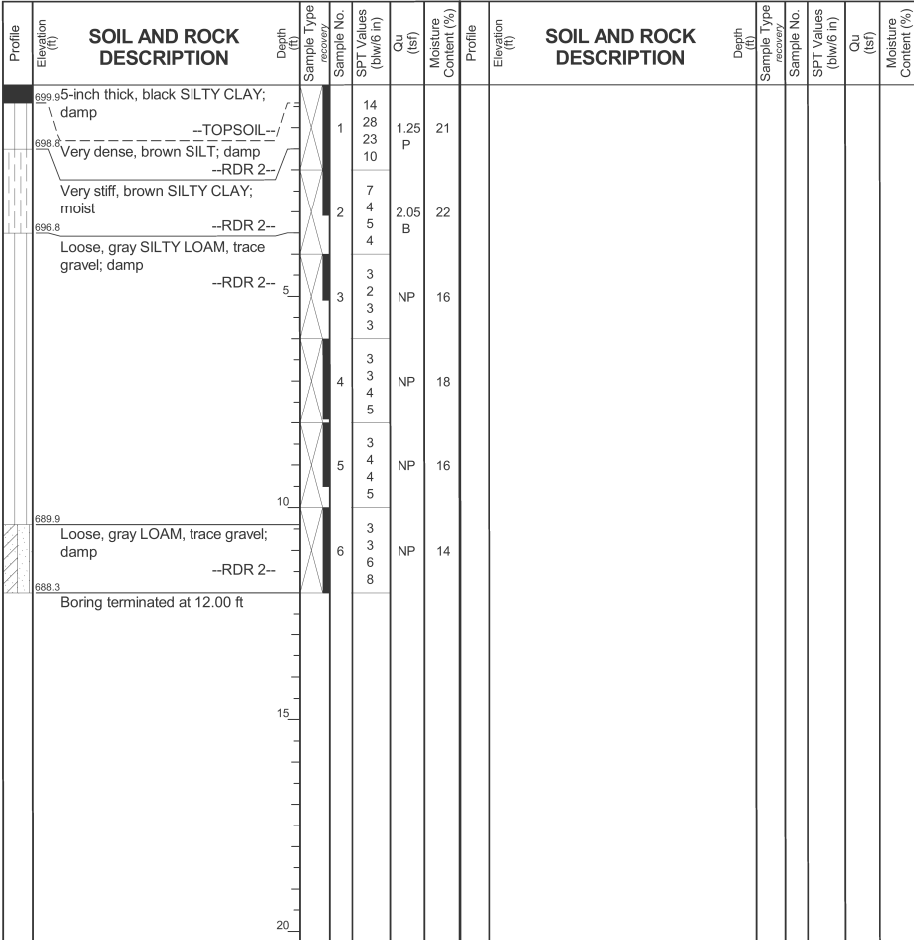 Profile
Elevation
(ft)
SOIL AND ROCK
DESCRIPTION
Depth
(ft)
Sample Type
recovery
Sample No.
SPT Values
(blw/6 in)
Qu
(tsf)
Moisture
Content (%)
Profile
Elevation
(ft)
SOIL AND ROCK
DESCRIPTION
Depth
(ft)
Sample Type
recovery
Sample No.
SPT Values
(blw/6 in)
Qu
(tsf)
Moisture
Content (%)
699.9 5-inch thick, black SILTY CLAY;
damp
--TOPSOIL--
1
14
28
23
10
1.25
P
21
698.8 Very dense, brown SILT; damp
--RDR 2--
Very stiff, brown SILTY CLAY;
moist
--RDR 2--
2
7
4
5
4
2.05
B
22
696.8
Loose, gray SILTY LOAM, trace
gravel; damp
--RDR 2--
5
3
3
2
3
3
NP
16
4
3
3
4
5
NP
18
5
3
4
4
5
NP
16
10
689.9
Loose, gray LOAM, trace gravel;
damp
--RDR 2--
6
3
3
6
8
NP
14
688.3
Boring terminated at 12.00 ft
15
20